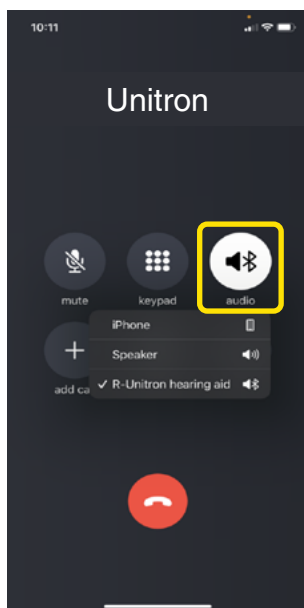 10:11
Unitron
mute keypad audio
iPhone
Speaker
add ca ✓ R-Unitron hearing aid